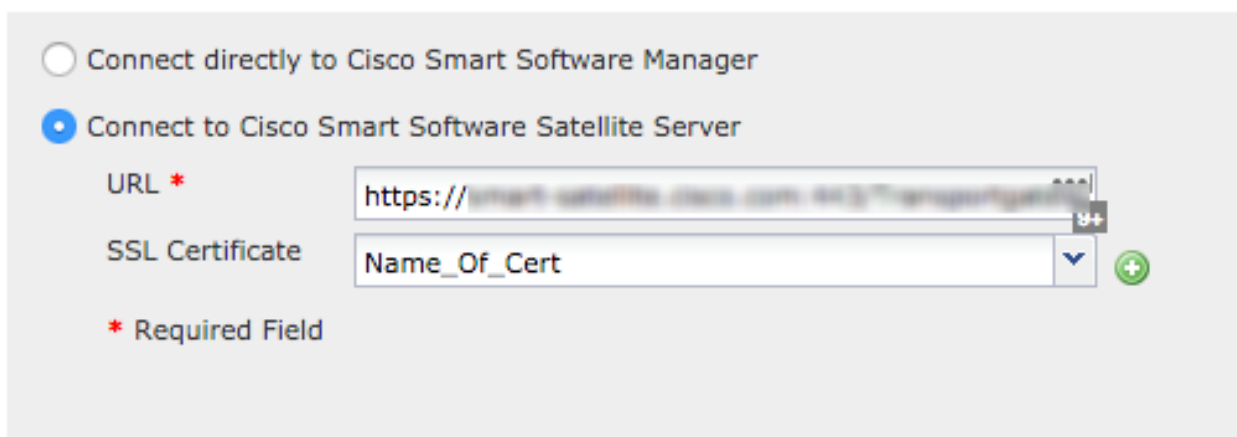 Connect directly to Cisco Smart Software Manager
Connect to Cisco Smart Software Satellite Server
URL *
https://
SSL Certificate
Name_Of_Cert
* Required Field